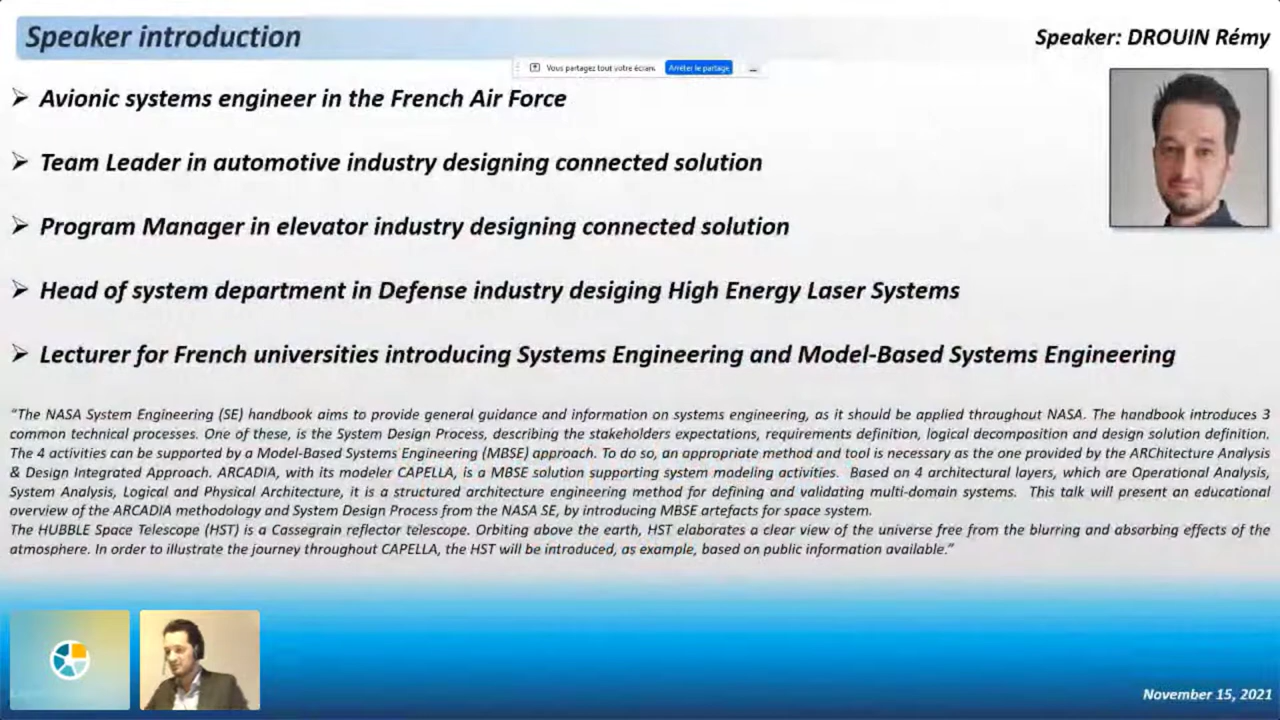 Speaker introduction
Speaker: DROUIN Rémy
Vous partagez tout votre écran.
Arrêter le partage
Avionic systems engineer in the French Air Force
Team Leader in automotive industry designing connected solution
Program Manager in elevator industry designing connected solution
Head of system department in Defense industry desiging High Energy Laser Systems
Lecturer for French universities introducing Systems Engineering and Model-Based Systems Engineering
"The NASA System Engineering (SE) handbook aims to provide general guidance and information on systems engineering, as it should be applied throughout NASA. The handbook introduces 3
common technical processes. One of these, is the System Design Process, describing the stakeholders expectations, requirements definition, logical decomposition and design solution definition.
The 4 activities can be supported by a Model-Based Systems Engineering (MBSE) approach. To do so, an appropriate method and tool is necessary as the one provided by the ARChitecture Analysis
& Design Integrated Approach. ARCADIA, with its modeler CAPELLA, is a MBSE solution supporting system modeling activities. Based on 4 architectural layers, which are Operational Analysis,
System Analysis, Logical and Physical Architecture, it is a structured architecture engineering method for defining and validating multi-domain systems. This talk will present an educational
overview of the ARCADIA methodology and System Design Process from the NASA SE, by introducing MBSE artefacts for space system.
The HUBBLE Space Telescope (HST) is a Cassegrain reflector telescope. Orbiting above the earth, HST elaborates a clear view of the universe free from the blurring and absorbing effects of the
atmosphere. In order to illustrate the journey throughout CAPELLA, the HST will be introduced, as example, based on public information available."
November 15, 2021